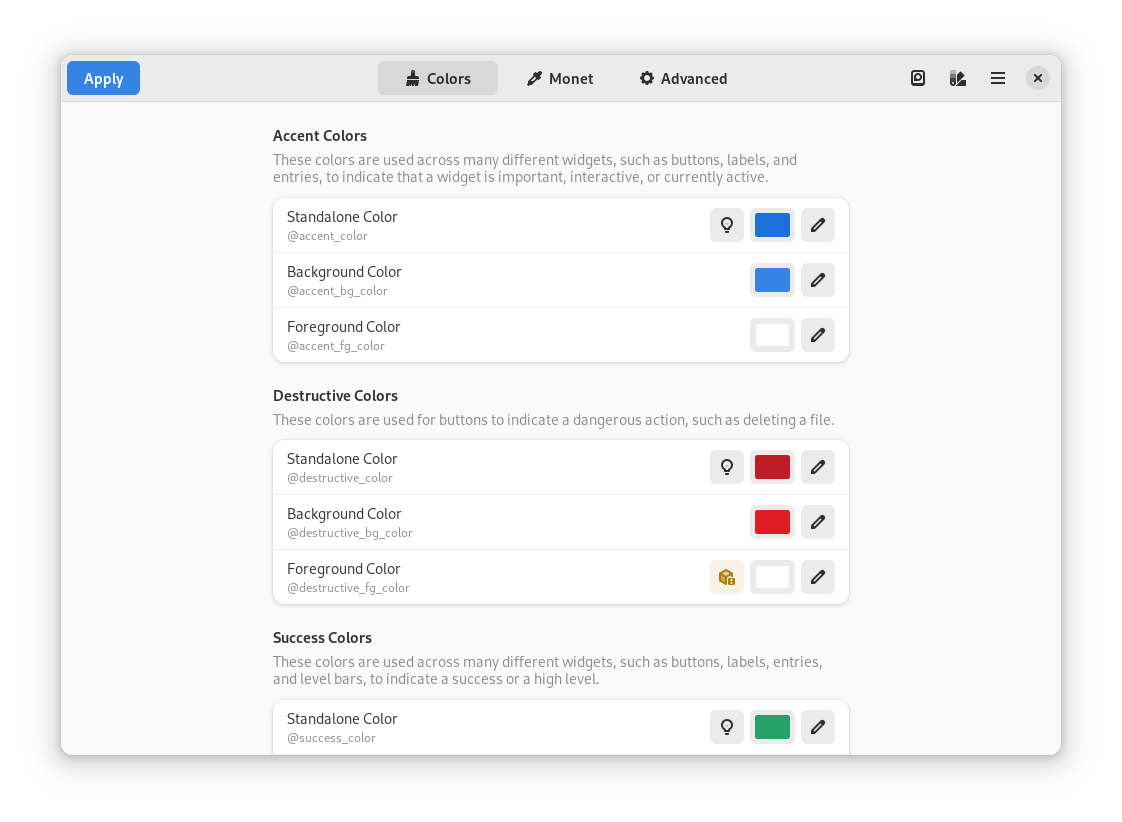 Apply
Colors
Monet
Advanced
Accent Colors
These colors are used across many different widgets, such as buttons, labels, and
entries, to indicate that a widget is important, interactive, or currently active.
Standalone Color
@accent_color
Background Color
@accent_bg_color
Foreground Color
@accent_fg_color
Destructive Colors
These colors are used for buttons to indicate a dangerous action, such as deleting a file.
Standalone Color
@destructive_color
Background Color
@destructive_bg_color
Foreground Color
@destructive_fg_color
Success Colors
These colors are used across many different widgets, such as buttons, labels, entries,
and level bars, to indicate a success or a high level.
Standalone Color
@success_color